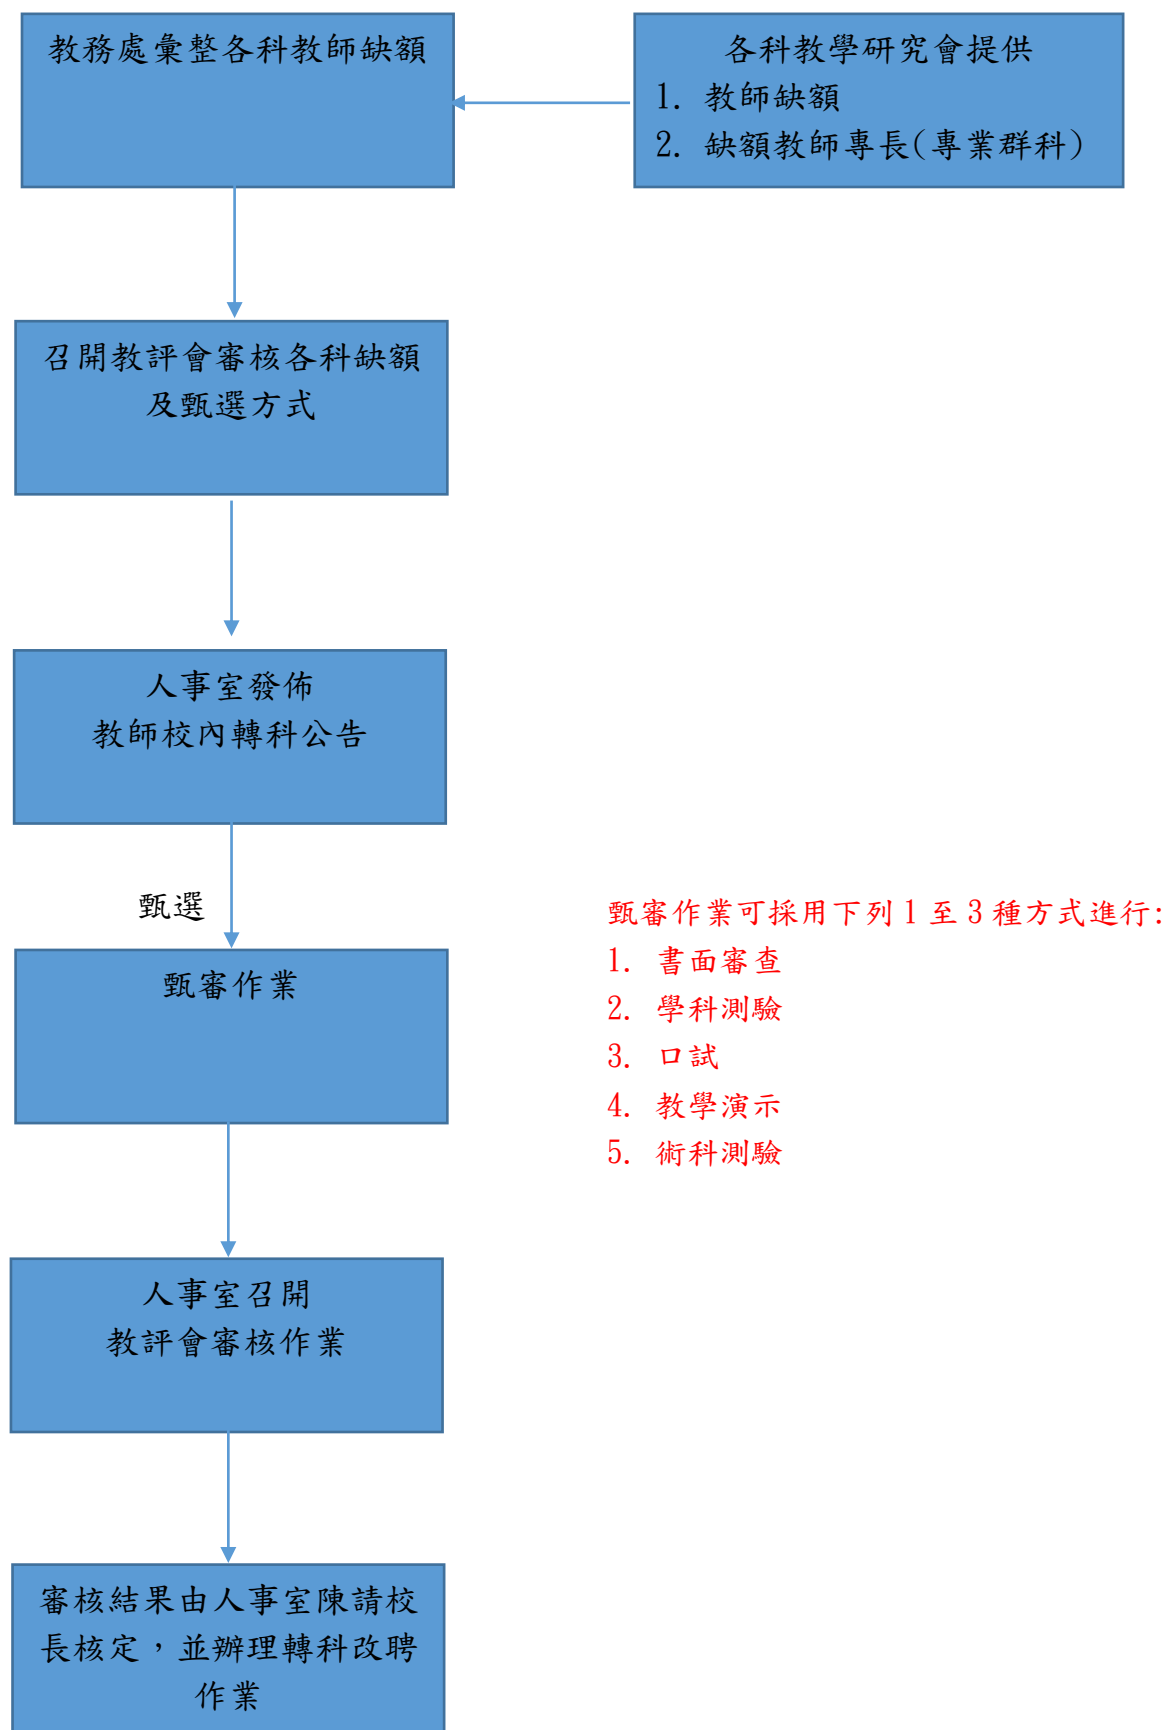 教務處彙整各科教師缺額
各科教學研究會提供
1. 教師缺額
2. 缺額教師專長(專業群科)
召開教評會審核各科缺額
及甄選方式
人事室發佈
教師校內轉科公告
甄選
甄審作業可採用下列1至3種方式進行:
1. 書面審查
2. 學科測驗
3. 口試
4. 教學演示
5. 術科測驗
甄審作業
人事室召開
教評會審核作業
審核結果由人事室陳請校
長核定，並辦理轉科改聘
作業